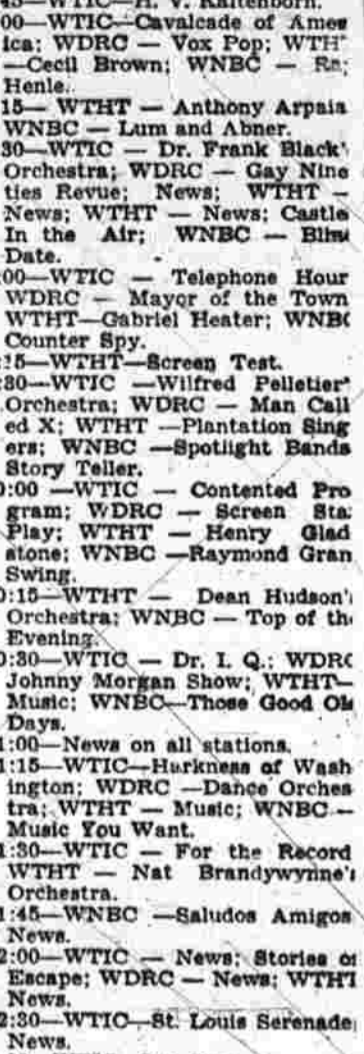 45—WTIC—H. V. Kaltenborn.
00—WTIC—Cavalcade of Amer
ica; WDRC — Vox Pop; WTH
—Cecil Brown; WNBC — Ra
Henle.
15— WTHT — Anthony Arpaia
WNBC — Lum and Abner.
30—WTIC — Dr. Frank Black'
Orchestra; WDRC — Gay Nine
ties Revue; News; WTHT —
News; WTHT — News; Castle
In the Air; WNBC — Blind
Date.
:00—WTIC — Telephone Hour
WDRC — Mayor of the Town
WTHT—Gabriel Heater; WNBC
Counter Spy.
:15—WTHT—Screen Test.
:30—WTIC —Wilfred Pelletier'
Orchestra; WDRC — Man Call
ed X; WTHT —Plantation Sing
ers; WNBC —Spotlight Bands
Story Teller.
0:00 —WTIC — Contented Pro
gram; WDRC — Screen Sta
Play; WTHT — Henry Glad
stone; WNBC —Raymond Gran
Swing.
0:15—WTHT — Dean Hudson'
Orchestra; WNBC — Top of the
Evening.
0:30—WTIC — Dr. I. Q.; WDRC
Johnny Morgan Show; WTHT—
Music; WNBC—Those Good Old
Days.
1:00—News on all stations.
1:15—WTIC—Harkness of Wash
ington; WDRC —Dance Orches
tra; WTHT — Music; WNBC —
Music You Want.
1:30—WTIC — For the Record
WTHT — Nat Brandywynne's
Orchestra.
1:45—WNBC —Saludos Amigos
News.
2:00—WTIC — News; Stories of
Escape; WDRC — News; WTHT
News.
2:30—WTIC—St. Louis Serenade
News.